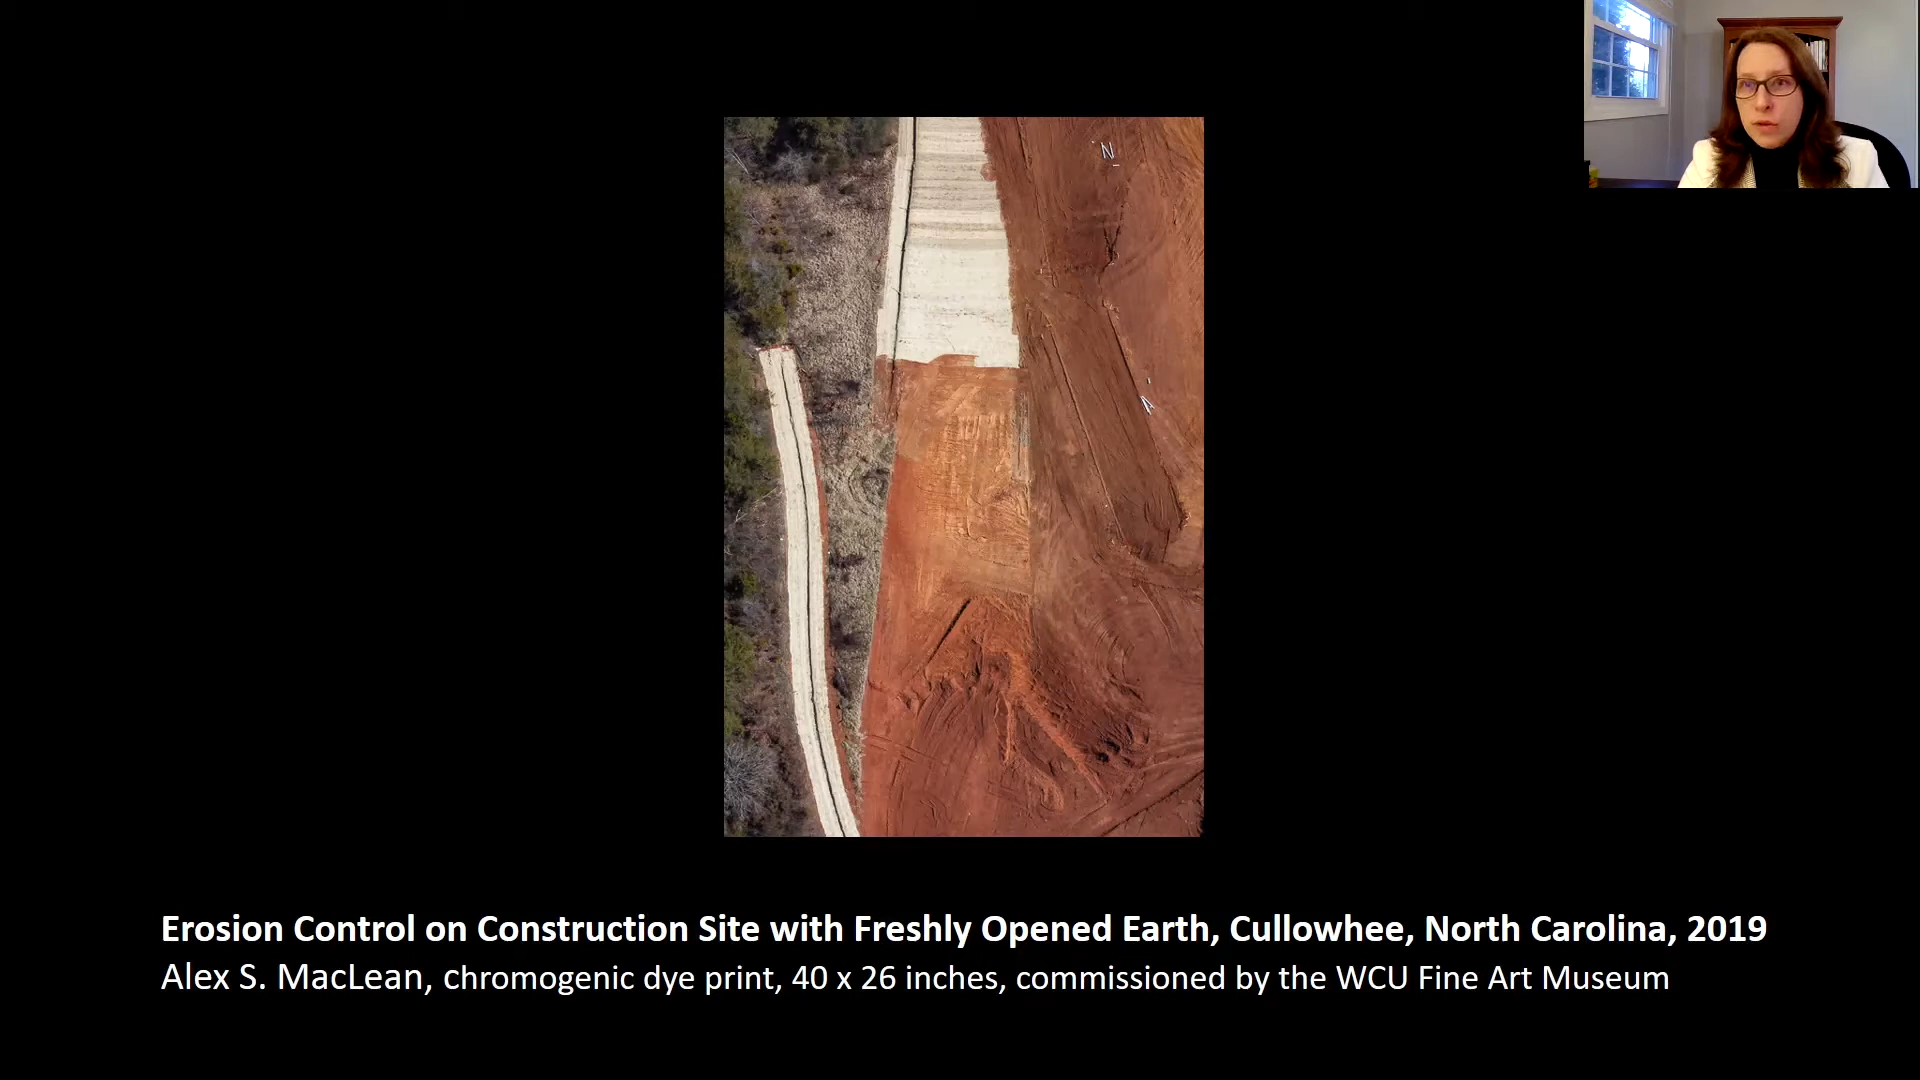 Erosion Control on Construction Site with Freshly Opened Earth, Cullowhee, North Carolina, 2019
Alex S. MacLean, chromogenic dye print, 40 x 26 inches, commissioned by the WCU Fine Art Museum